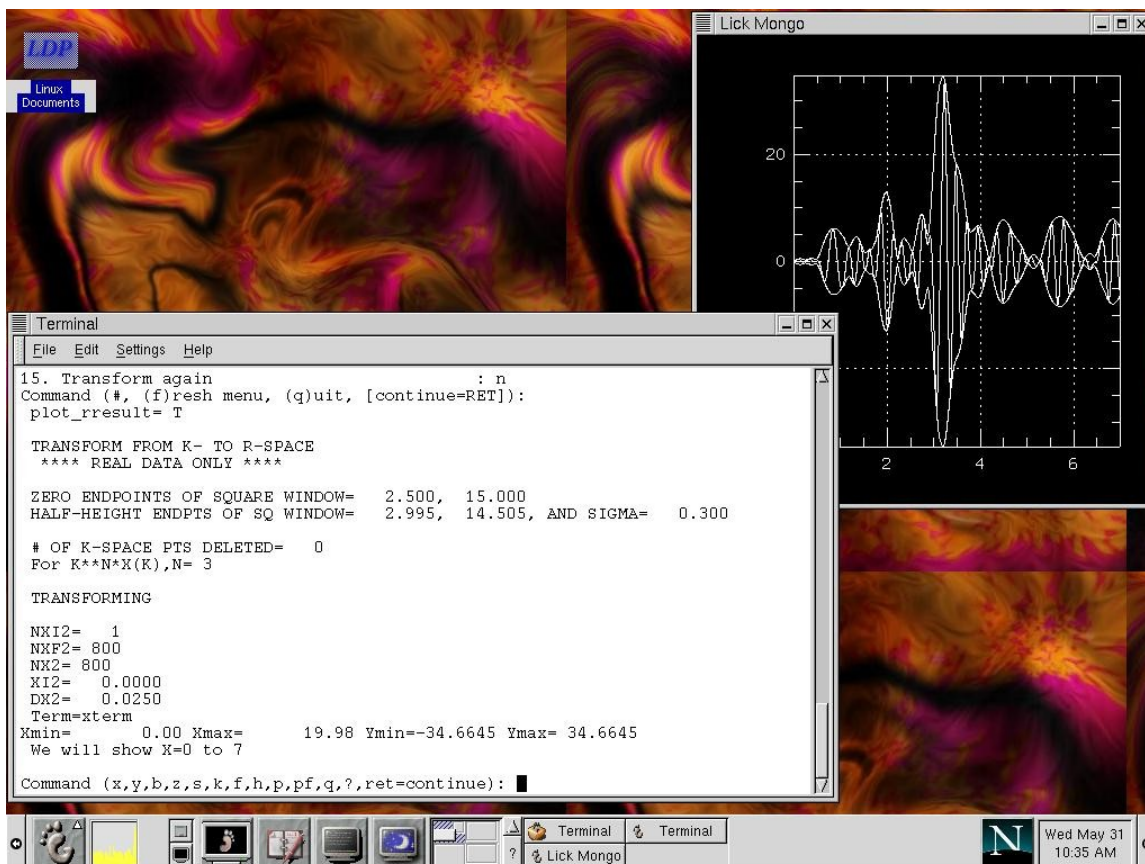 LDP
Linux
Documents
Lick Mongo
20
0
2 4 6
Terminal
File Edit Settings Help
15. Transform again : n
Command (#, (f)resh menu, (q)uit, [continue=RET]):
plot_rresult= T
TRANSFORM FROM K- TO R-SPACE
**** REAL DATA ONLY ****
ZERO ENDPOINTS OF SQUARE WINDOW= 2.500, 15.000
HALF-HEIGHT ENDPTS OF SQ WINDOW= 2.995, 14.505, AND SIGMA= 0.300
# OF K-SPACE PTS DELETED= 0
For K**N*X(K),N= 3
TRANSFORMING
NXI2= 1
NXF2= 800
NX2= 800
XI2= 0.0000
DX2= 0.0250
Term=xterm
Xmin= 0.00 Xmax= 19.98 Ymin=-34.6645 Ymax= 34.6645
We will show X=0 to 7
Command (x,y,b,z,s,k,f,h,p,pf,q,?,ret=continue):
Terminal Terminal
? Lick Mongo
N
Wed May 31
10:35 AM